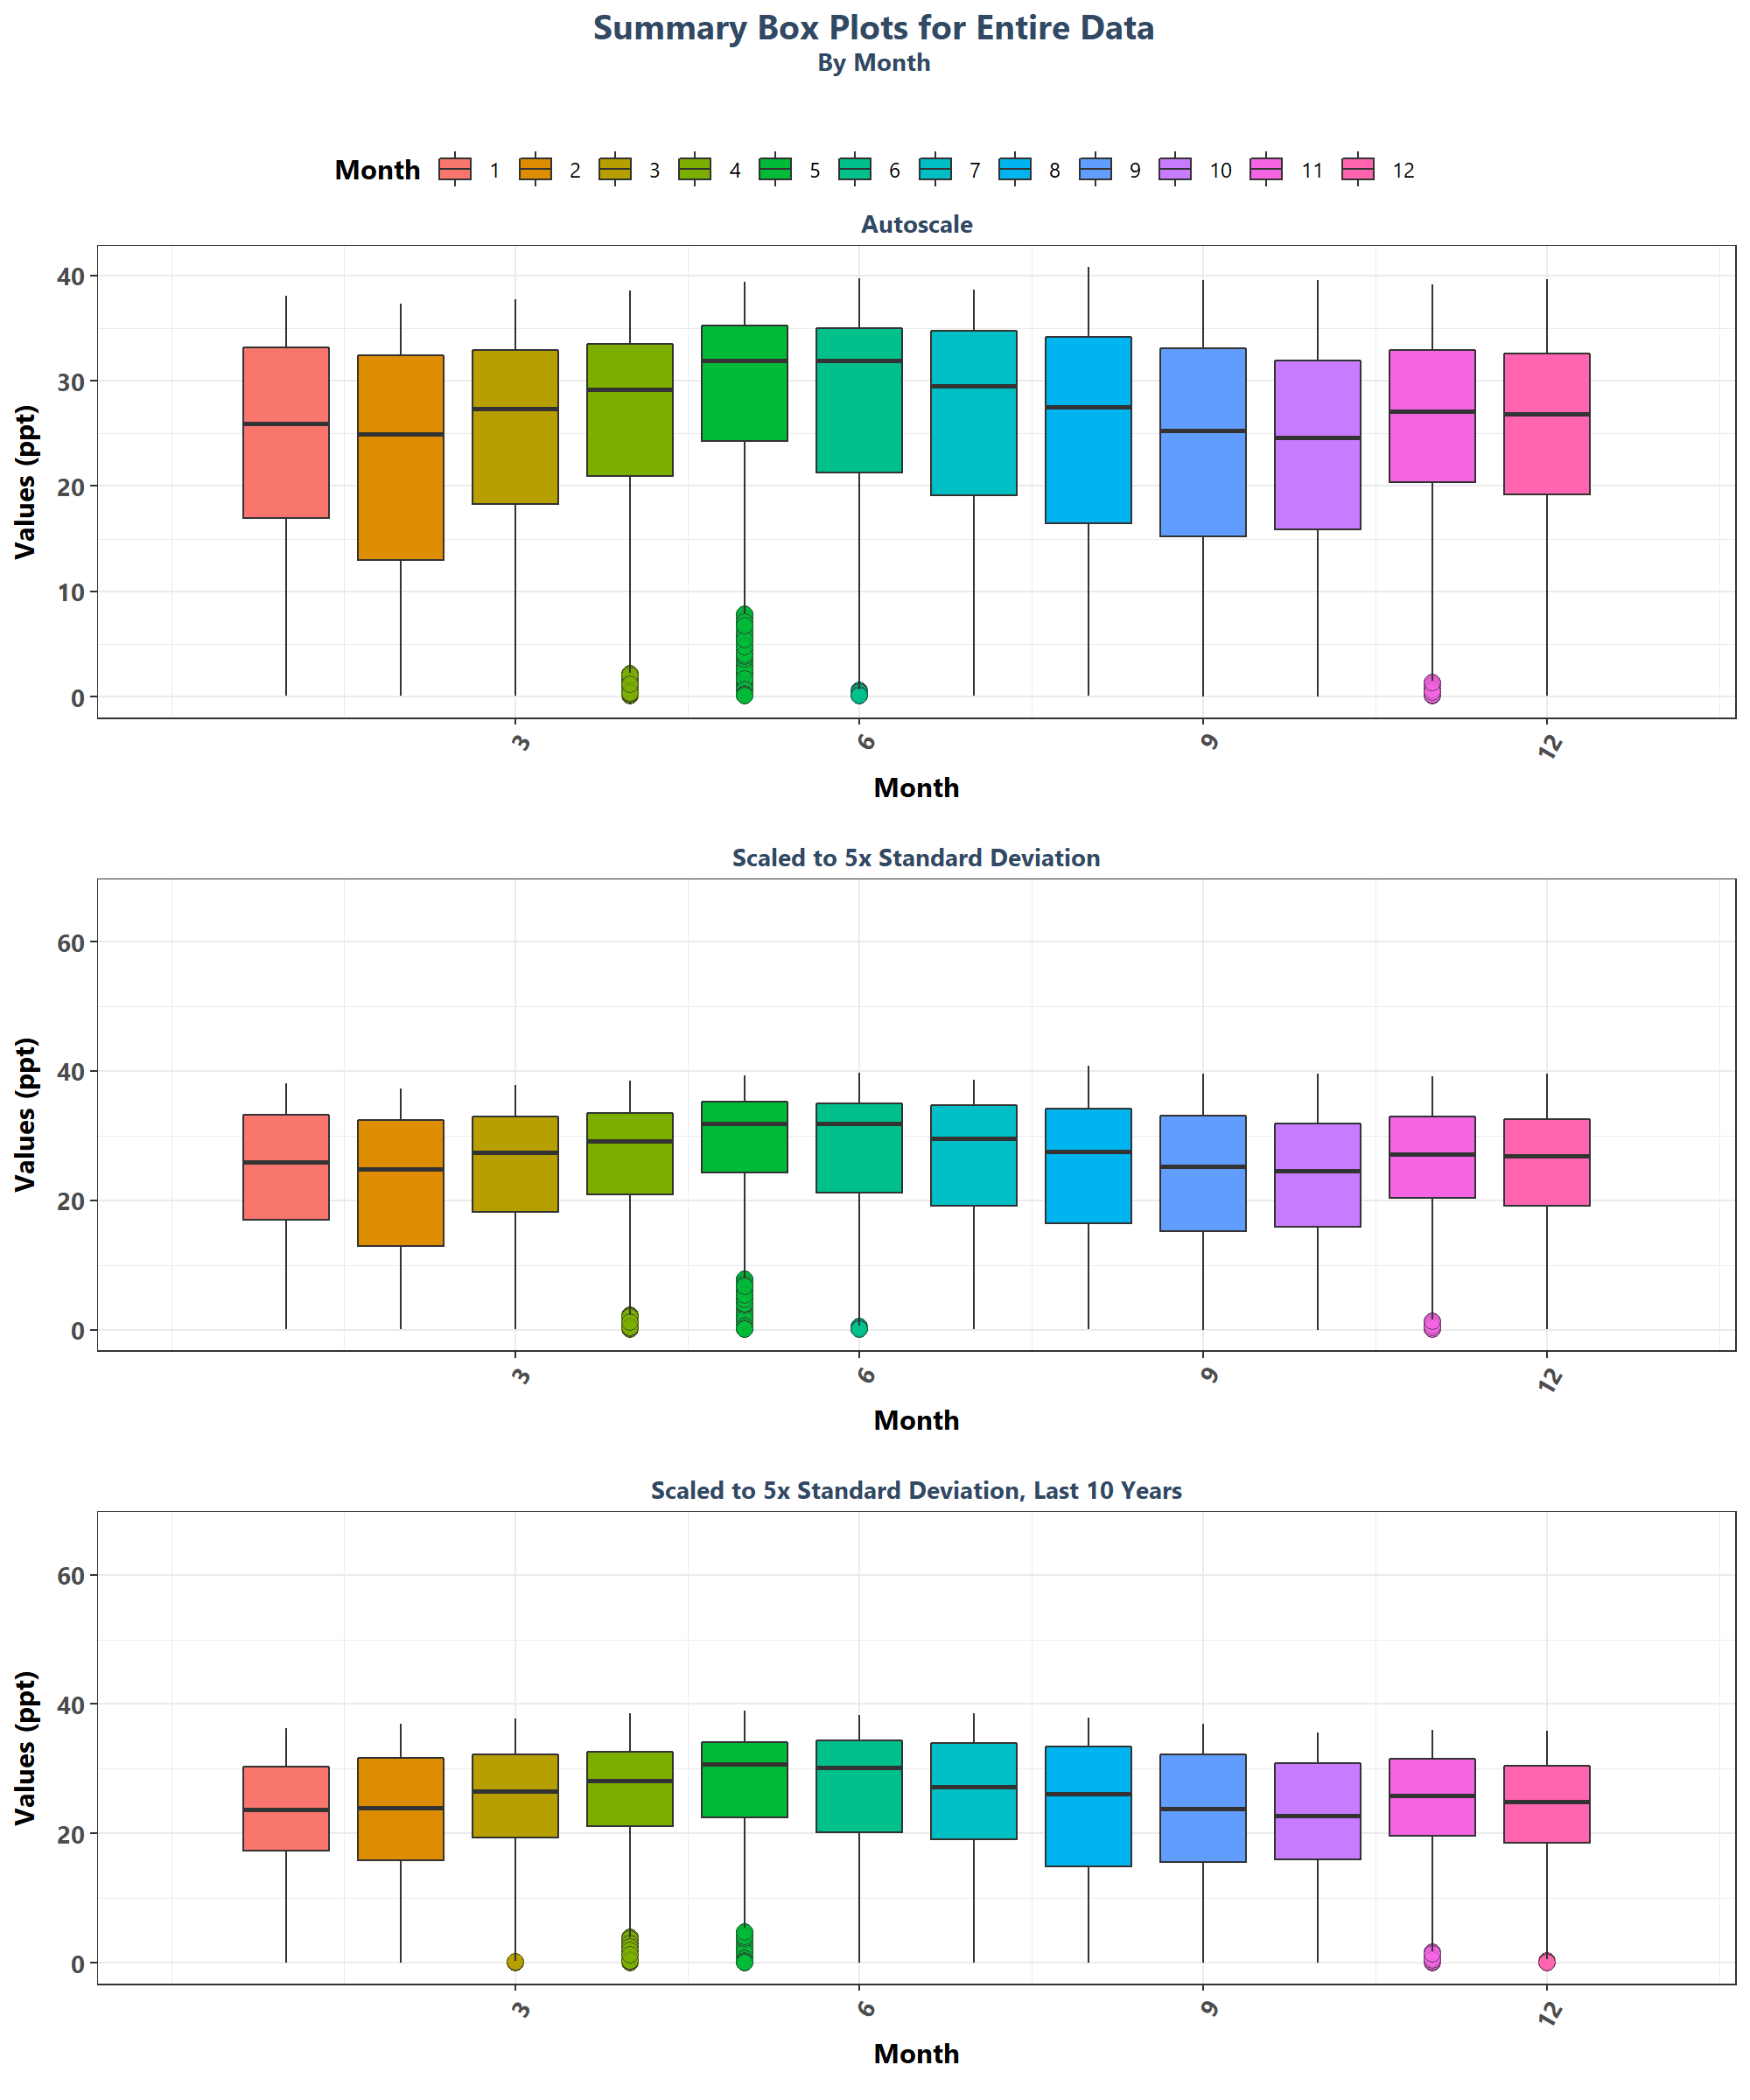 Summary Box Plots for Entire Data
By Month
Month 1 2 3 4 5 6 7 8 9 10 11 12
Autoscale
Values (ppt)
40
30
20
10
0
3 6 9 12
Month
Scaled to 5x Standard Deviation
Values (ppt)
60
40
20
0
3 6 9 12
Month
Scaled to 5x Standard Deviation, Last 10 Years
Values (ppt)
60
40
20
0
3 6 9 12
Month